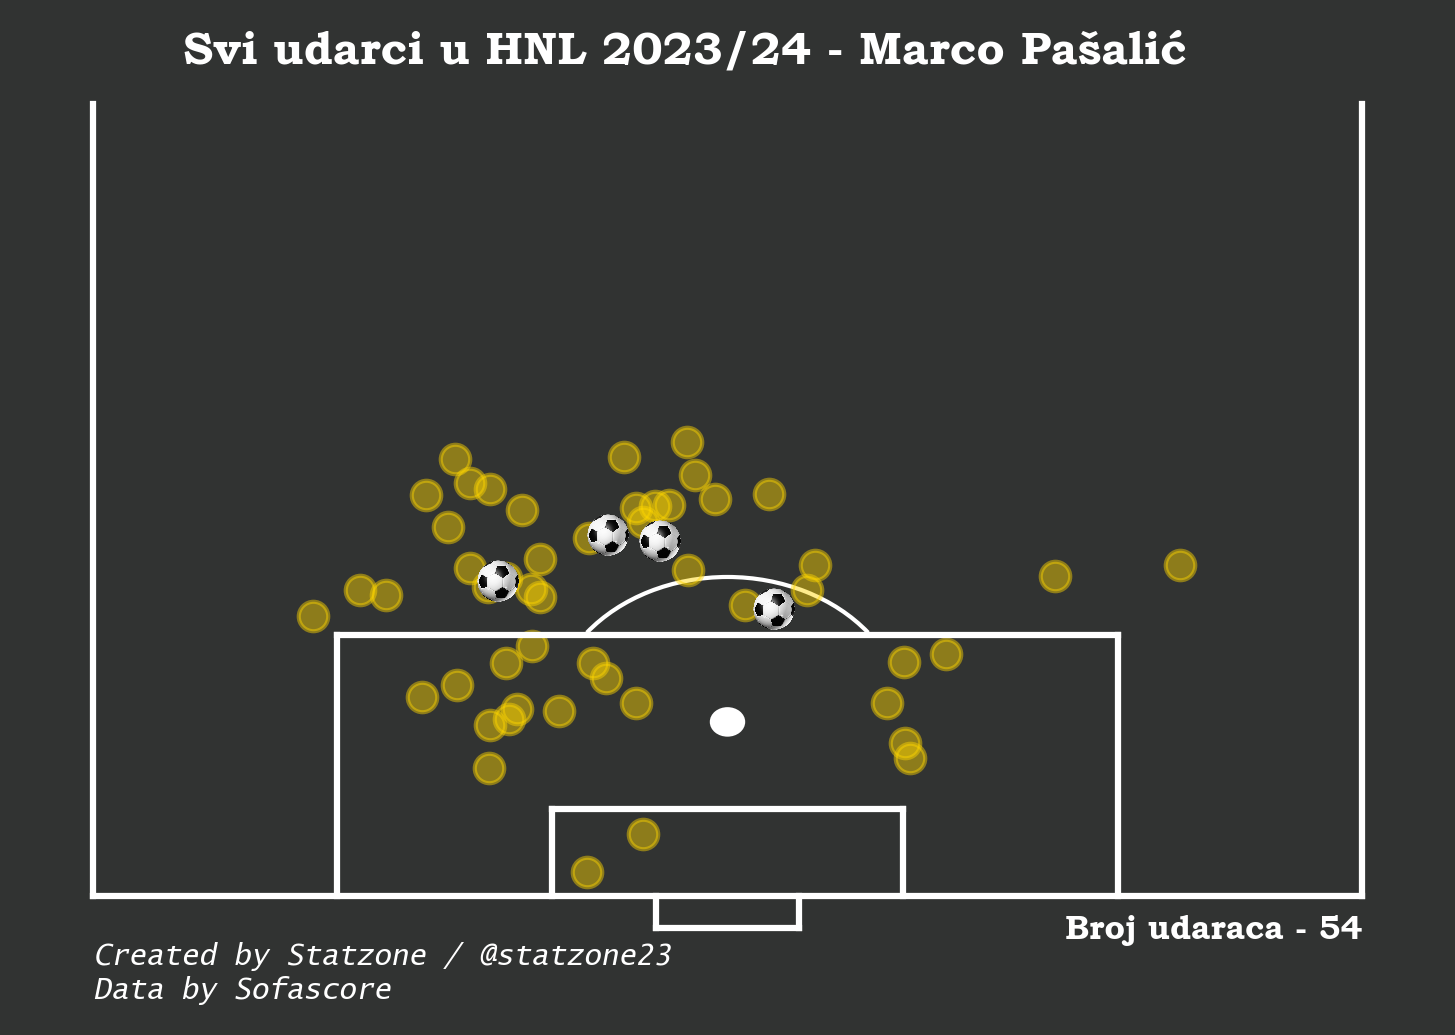 Svi udarci u HNL 2023/24 - Marco Pašalić
Broj udaraca - 54
Created by Statzone / @statzone23
Data by Sofascore